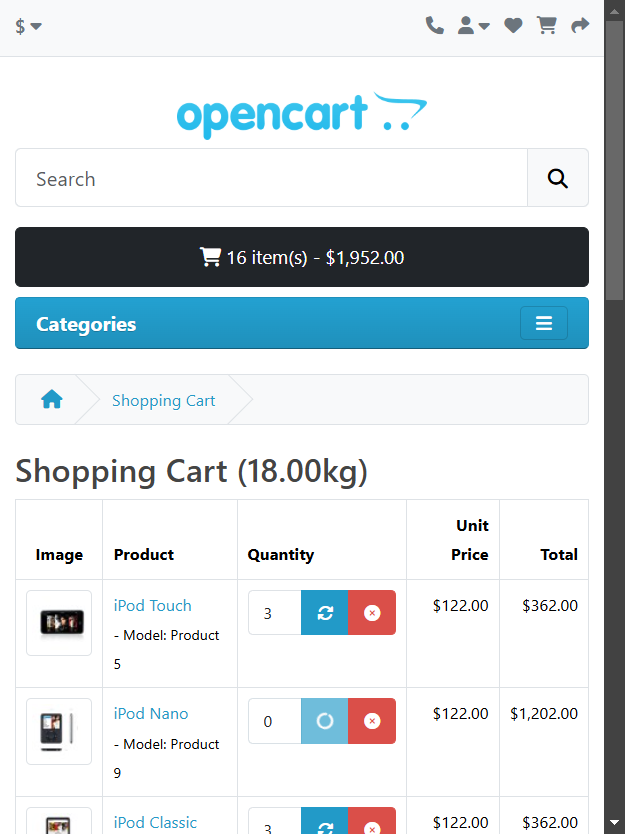 $
opencart
Search
16 item(s) - $1,952.00
Categories
Shopping Cart
Shopping Cart (18.00kg)
Image Product Quantity Unit Price Total
iPod Touch 3 $122.00 $362.00
- Model: Product
5
iPod Nano 0 $122.00 $1,202.00
- Model: Product
9
iPod Classic 3 $122.00 $362.00